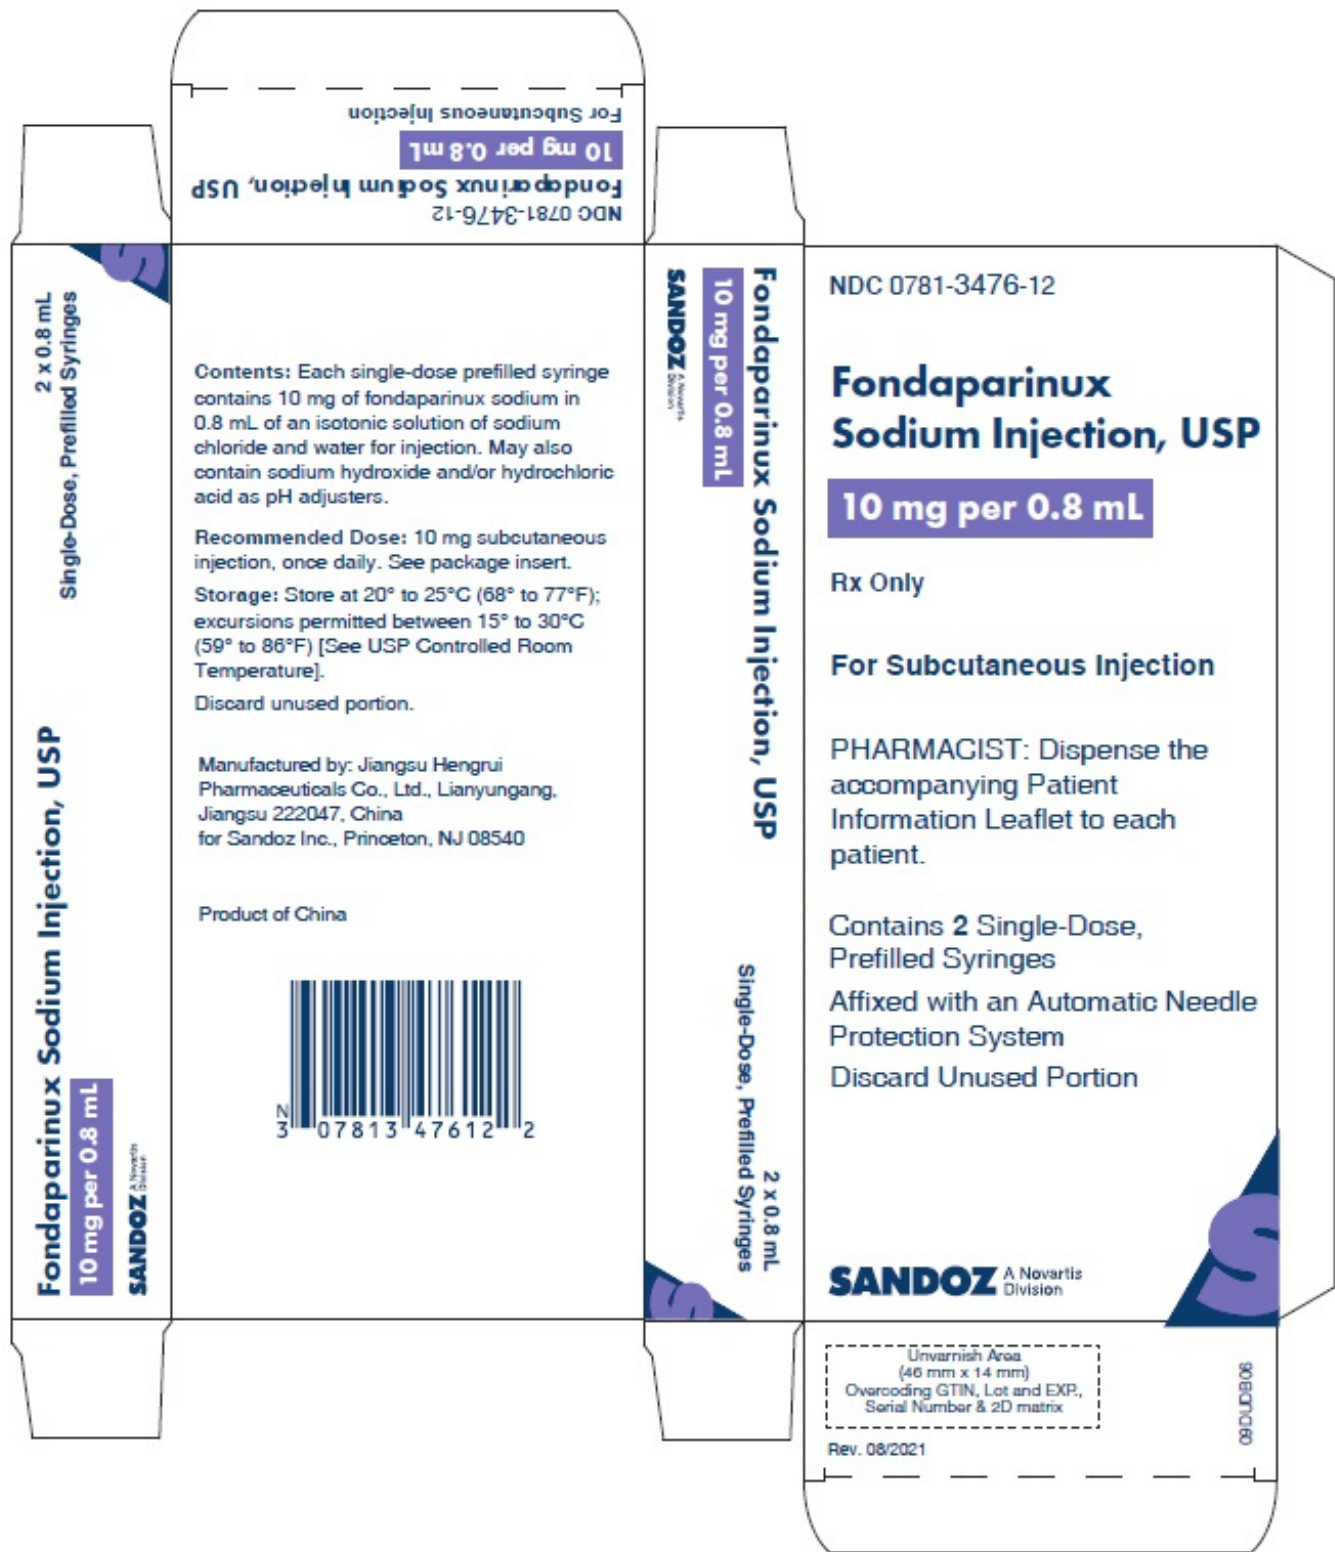 For Subcutaneous Injection
10 mg per 0.8 mL
Fondaparinux Sodium Injection, USP
NDC 0781-3476-12
2 x 0.8 mL
Single-Dose, Prefilled Syringes
Fondaparinux Sodium Injection, USP
10 mg per 0.8 mL
SANDOZ A Novartis
Division
Contents: Each single-dose prefilled syringe
contains 10 mg of fondaparinux sodium in
0.8 mL of an isotonic solution of sodium
chloride and water for injection. May also
contain sodium hydroxide and/or hydrochloric
acid as pH adjusters.
Recommended Dose: 10 mg subcutaneous
injection, once daily. See package insert.
Storage: Store at 20° to 25°C (68° to 77°F);
excursions permitted between 15° to 30°C
(59° to 86°F) [See USP Controlled Room
Temperature].
Discard unused portion.
Manufactured by: Jiangsu Hengrui
Pharmaceuticals Co., Ltd., Lianyungang,
Jiangsu 222047, China
for Sandoz Inc., Princeton, NJ 08540
Product of China
N
3 07813 47612 2
Fondaparinux Sodium Injection, USP
10 mg per 0.8 mL
SANDOZ A Novartis
Division
2 x 0.8 mL
Single-Dose, Prefilled Syringes
NDC 0781-3476-12
Fondaparinux
Sodium Injection, USP
10 mg per 0.8 mL
Rx Only
For Subcutaneous Injection
PHARMACIST: Dispense the
accompanying Patient
Information Leaflet to each
patient.
Contains 2 Single-Dose,
Prefilled Syringes
Affixed with an Automatic Needle
Protection System
Discard Unused Portion
SANDOZ A Novartis
Division
S
Unvarnish Area
(46 mm x 14 mm)
Overcoding GTIN, Lot and EXP.,
Serial Number & 2D matrix
Rev. 08/2021
09DUDB06